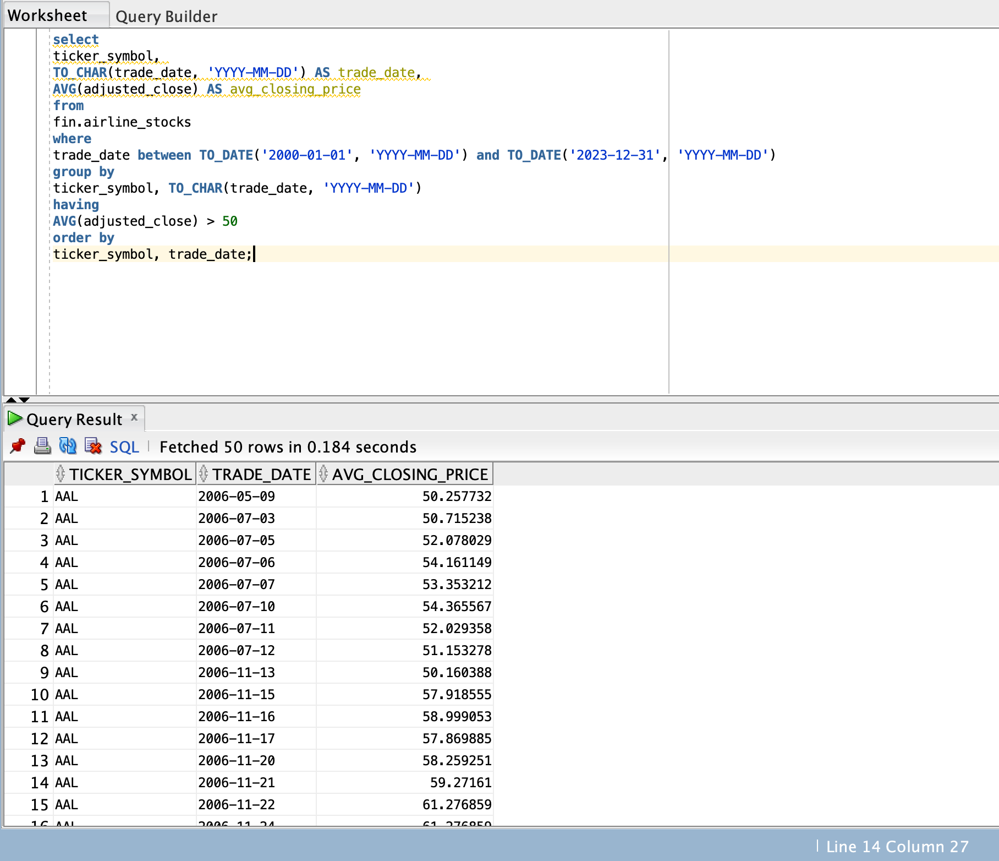 Worksheet Query Builder
select
ticker_symbol,
TO_CHAR(trade_date, 'YYYY-MM-DD') AS trade_date,
AVG(adjusted_close) AS avg_closing_price
from
fin.airline_stocks
where
trade_date between TO_DATE('2000-01-01', 'YYYY-MM-DD') and TO_DATE('2023-12-31', 'YYYY-MM-DD')
group by
ticker_symbol, TO_CHAR(trade_date, 'YYYY-MM-DD')
having
AVG(adjusted_close) > 50
order by
ticker_symbol, trade_date;
Query Result x
SQL | Fetched 50 rows in 0.184 seconds
TICKER_SYMBOL TRADE_DATE AVG_CLOSING_PRICE
1 AAL 2006-05-09 50.257732
2 AAL 2006-07-03 50.715238
3 AAL 2006-07-05 52.078029
4 AAL 2006-07-06 54.161149
5 AAL 2006-07-07 53.353212
6 AAL 2006-07-10 54.365567
7 AAL 2006-07-11 52.029358
8 AAL 2006-07-12 51.153278
9 AAL 2006-11-13 50.160388
10 AAL 2006-11-15 57.918555
11 AAL 2006-11-16 58.999053
12 AAL 2006-11-17 57.869885
13 AAL 2006-11-20 58.259251
14 AAL 2006-11-21 59.27161
15 AAL 2006-11-22 61.276859
16 AAL 2006-11-24 61.276859
Line 14 Column 27